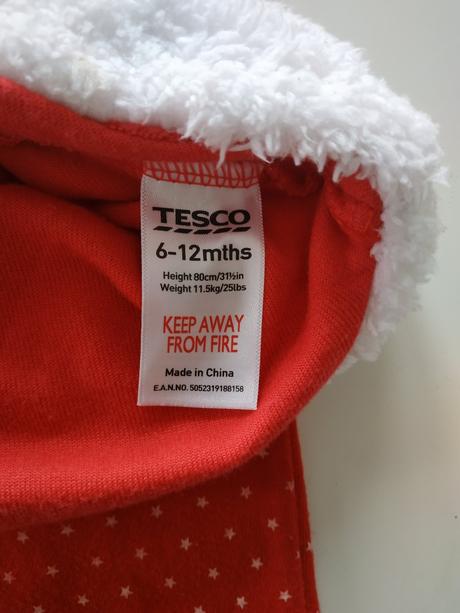 TESCO
6-12mths
Height 80cm/31½in
Weight 11.5kg/25lbs
KEEP AWAY
FROM FIRE
Made in China
E.A.N.NO. 5052319188158